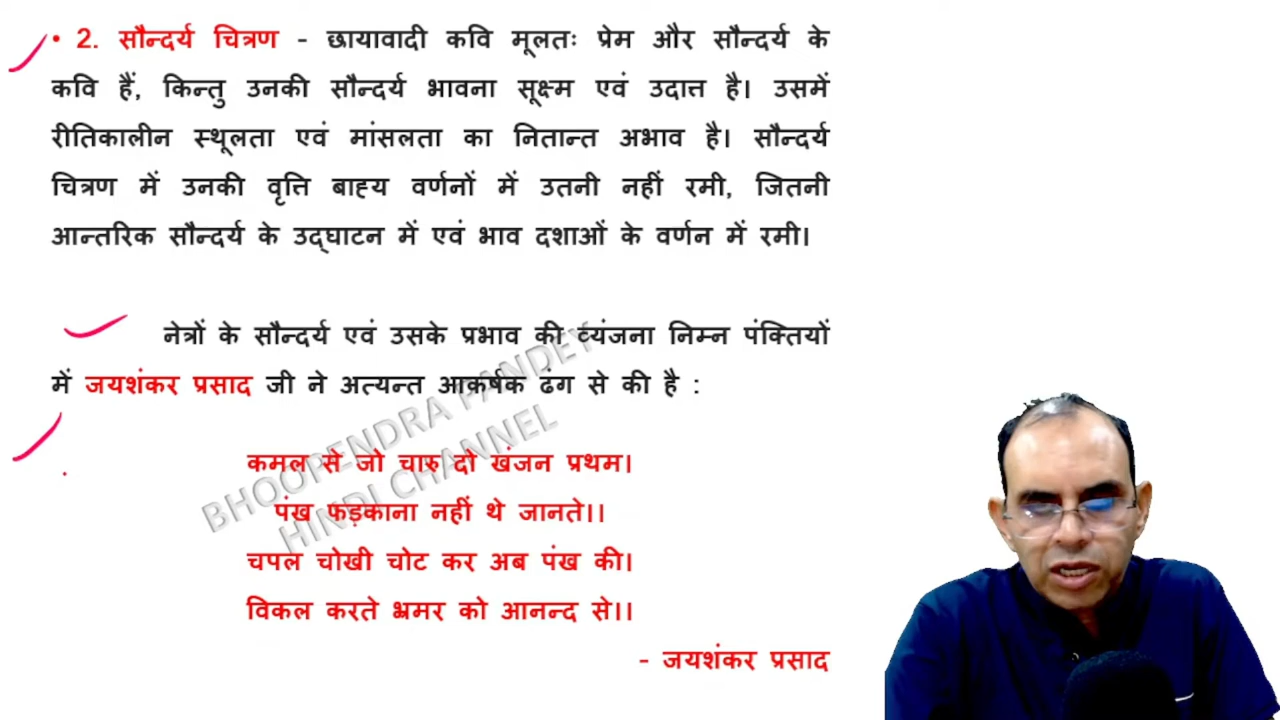 • 2. सौन्दर्य चित्रण - छायावादी कवि मूलतः प्रेम और सौन्दर्य के
कवि हैं, किन्तु उनकी सौन्दर्य भावना सूक्ष्म एवं उदात्त है। उसमें
रीतिकालीन स्थूलता एवं मांसलता का नितान्त अभाव है। सौन्दर्य
चित्रण में उनकी वृत्ति बाह्य वर्णनों में उतनी नहीं रमी, जितनी
आन्तरिक सौन्दर्य के उद्घाटन में एवं भाव दशाओं के वर्णन में रमी।
नेत्रों के सौन्दर्य एवं उसके प्रभाव की व्यंजना निम्न पंक्तियों
में जयशंकर प्रसाद जी ने अत्यन्त आकर्षक ढंग से की है :
कमल से जो चारु दो खंजन प्रथम।
पंख फड़काना नहीं थे जानते।।
चपल चोखी चोट कर अब पंख की।
विकल करते भ्रमर को आनन्द से।।
- जयशंकर प्रसाद
BHOOPENDRA PANDEY
HINDI CHANNEL